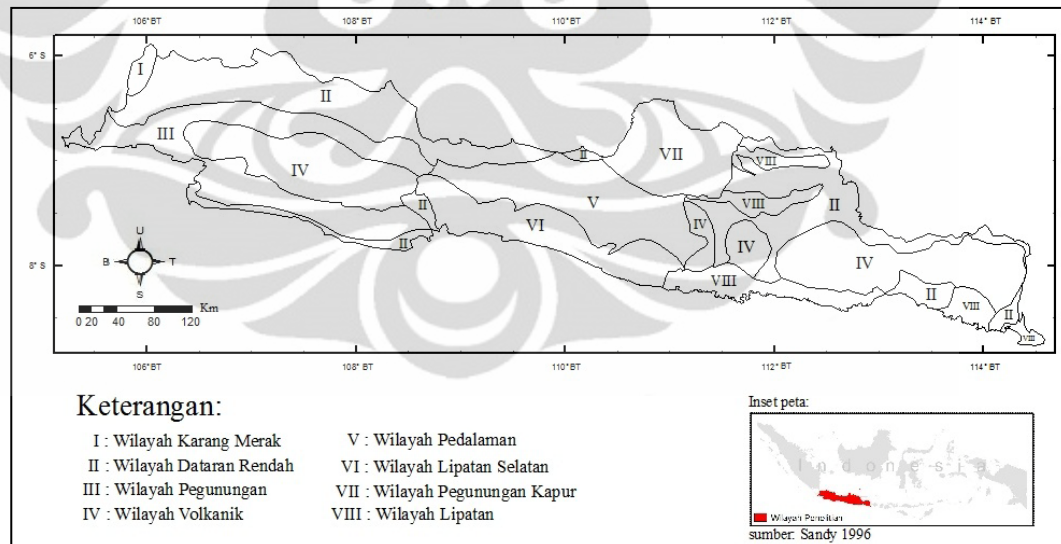 106° BT 108° BT 110° BT 112° BT 114° BT
6° S
I
II
III
II
VII
VIII
IV
V
VIII
II
II
IV
VI
IV
II
8° S
VIII
IV
II
VIII
II
VIII
U
B T
S
0 20 40 80 120 Km
106° BT 108° BT 110° BT 112° BT 114° BT
Keterangan:
I : Wilayah Karang Merak
II : Wilayah Dataran Rendah
III : Wilayah Pegunungan
IV : Wilayah Volkanik
V : Wilayah Pedalaman
VI : Wilayah Lipatan Selatan
VII : Wilayah Pegunungan Kapur
VIII : Wilayah Lipatan
Inset peta:
Indonesia
Wilayah Penelitian
sumber: Sandy 1996